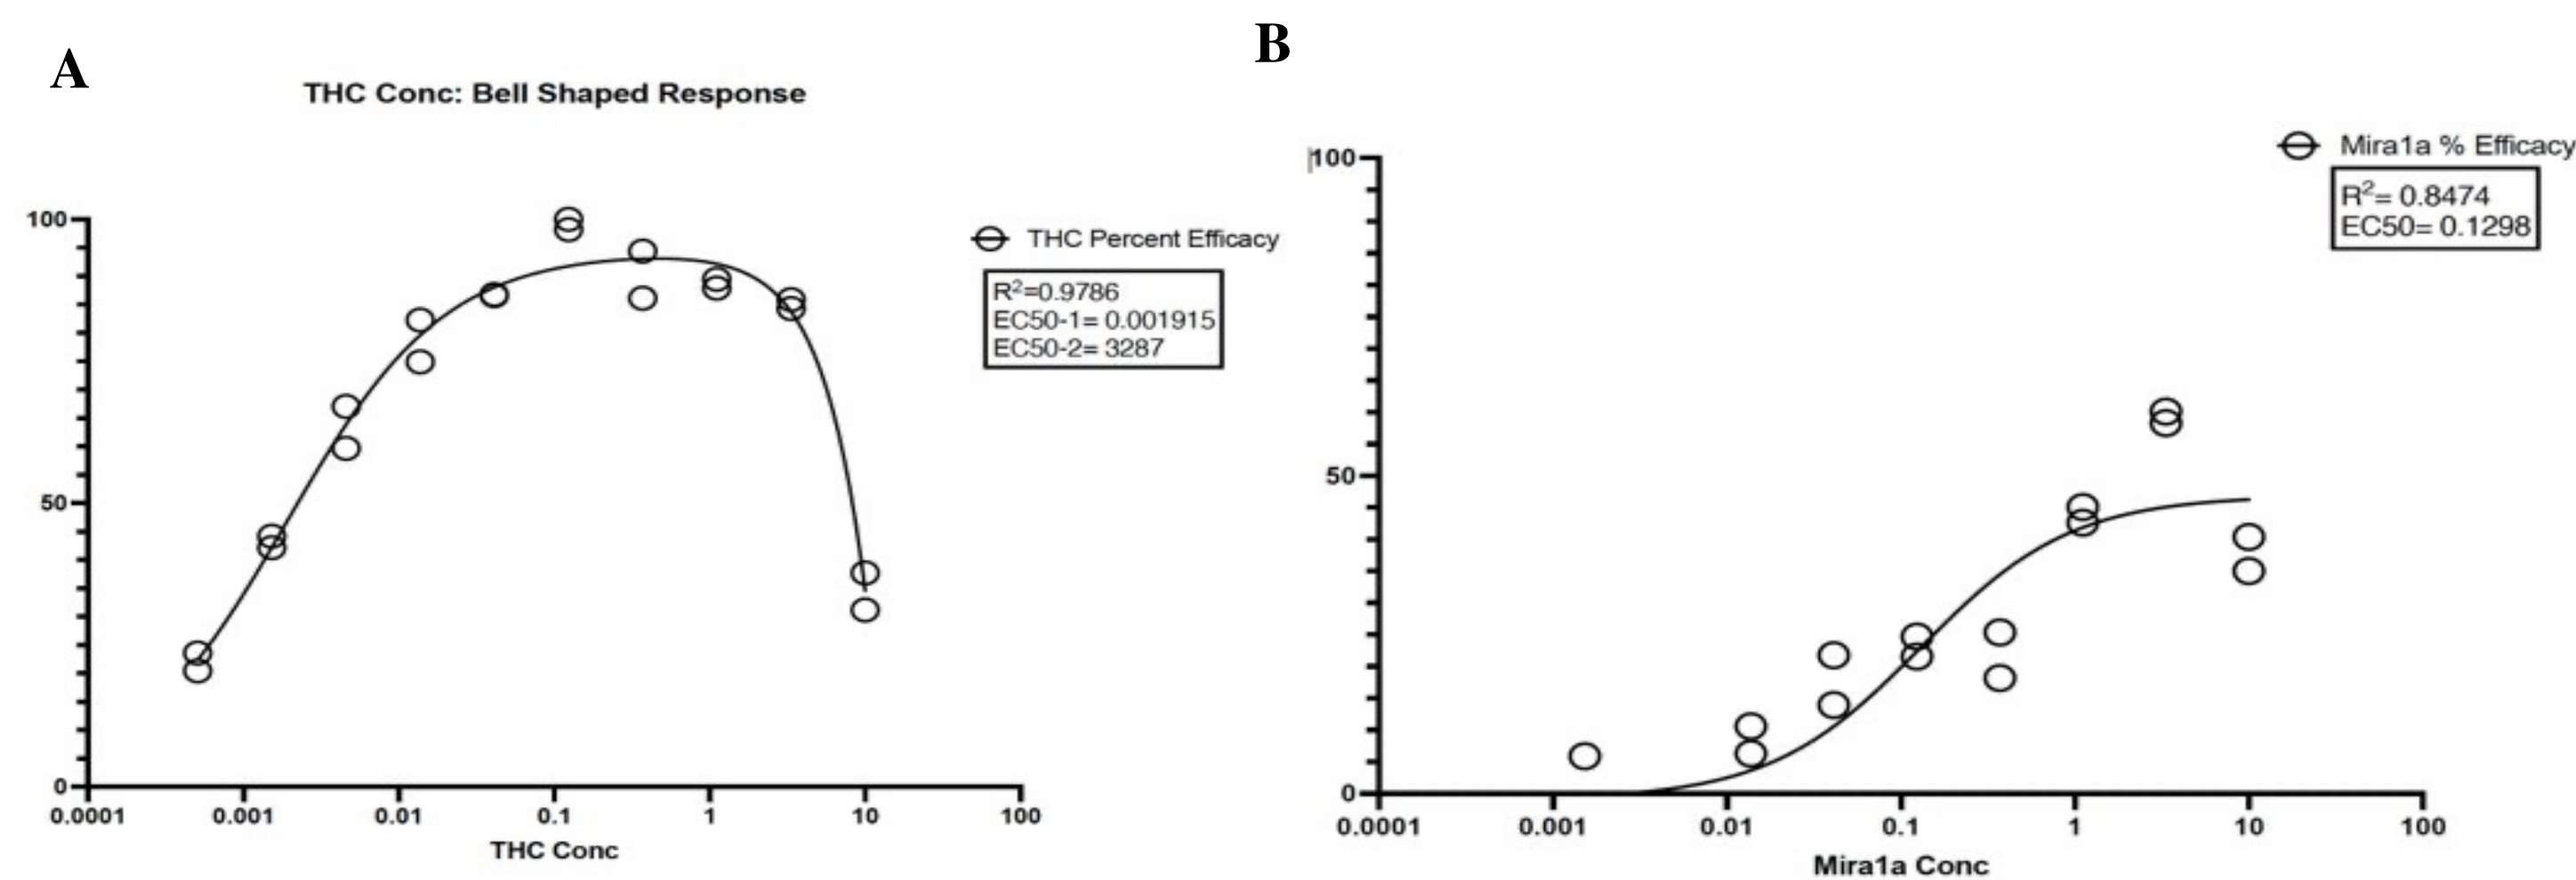 A
THC Conc: Bell Shaped Response
100
50
0
0.0001 0.001 0.01 0.1 1 10 100
THC Conc
THC Percent Efficacy
R²=0.9786
EC50-1= 0.001915
EC50-2= 3287
B
100
50
0
0.0001 0.001 0.01 0.1 1 10 100
Mira1a Conc
Mira1a % Efficacy
R²= 0.8474
EC50= 0.1298